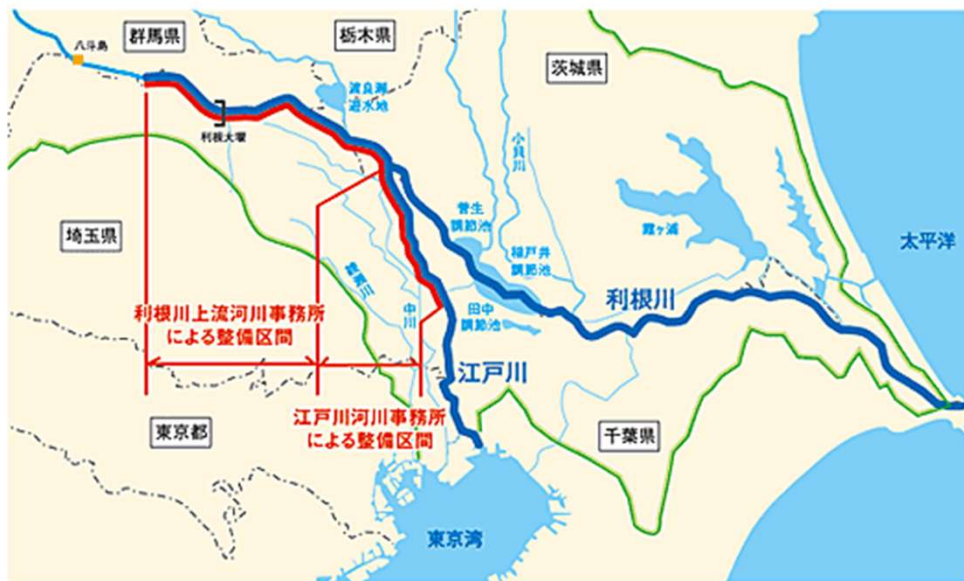 群馬県
栃木県
茨城県
八斗島
渡良瀬
遊水地
利根大堰
小貝川
埼玉県
菅生
調節池
稲戸井
調節池
霞ヶ浦
太平洋
綾瀬川
中川
田中
調節池
利根川
利根川上流河川事務所
による整備区間
江戸川
江戸川河川事務所
による整備区間
東京都
千葉県
東京湾